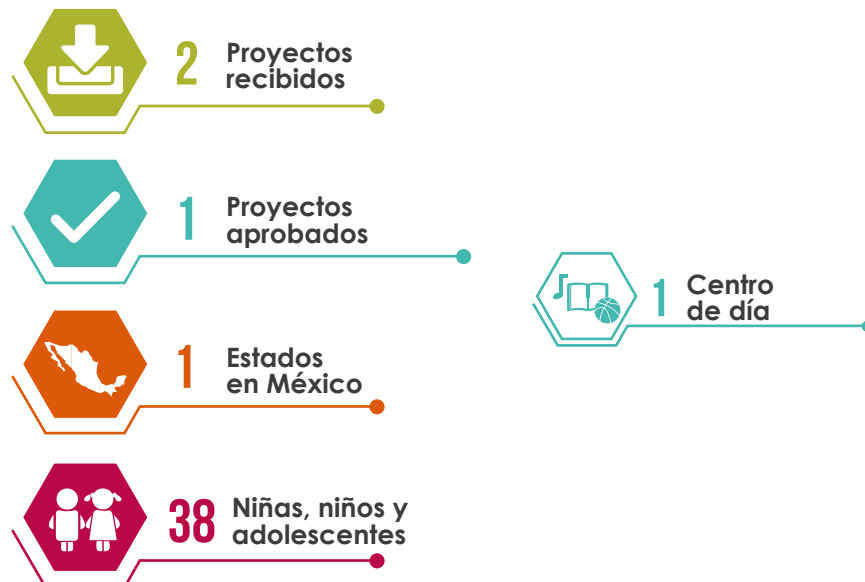 2 Proyectos
recibidos
1 Proyectos
aprobados
1 Centro
de día
1 Estados
en México
38 Niñas, niños y
adolescentes